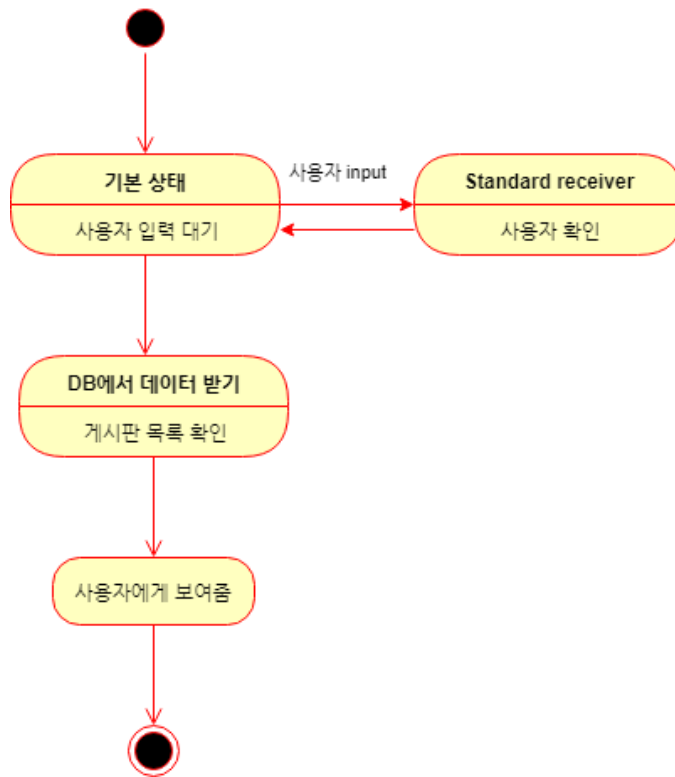 기본 상태
사용자 입력 대기
사용자 input
Standard receiver
사용자 확인
DB에서 데이터 받기
게시판 목록 확인
사용자에게 보여줌